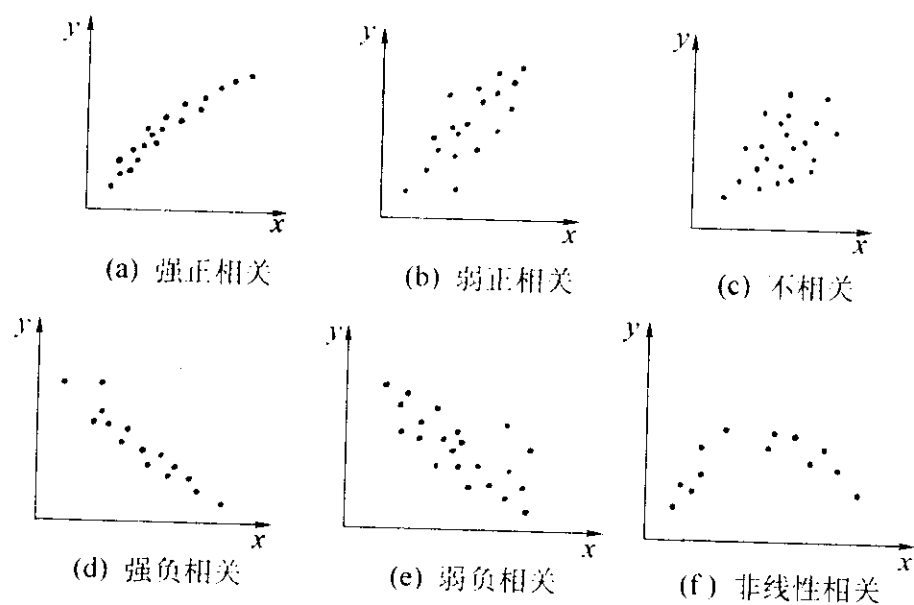 y
y
y
x
x
x
(a) 强正相关
(b) 弱正相关
(c) 不相关
y
y
y
x
x
x
(d) 强负相关
(e) 弱负相关
(f) 非线性相关